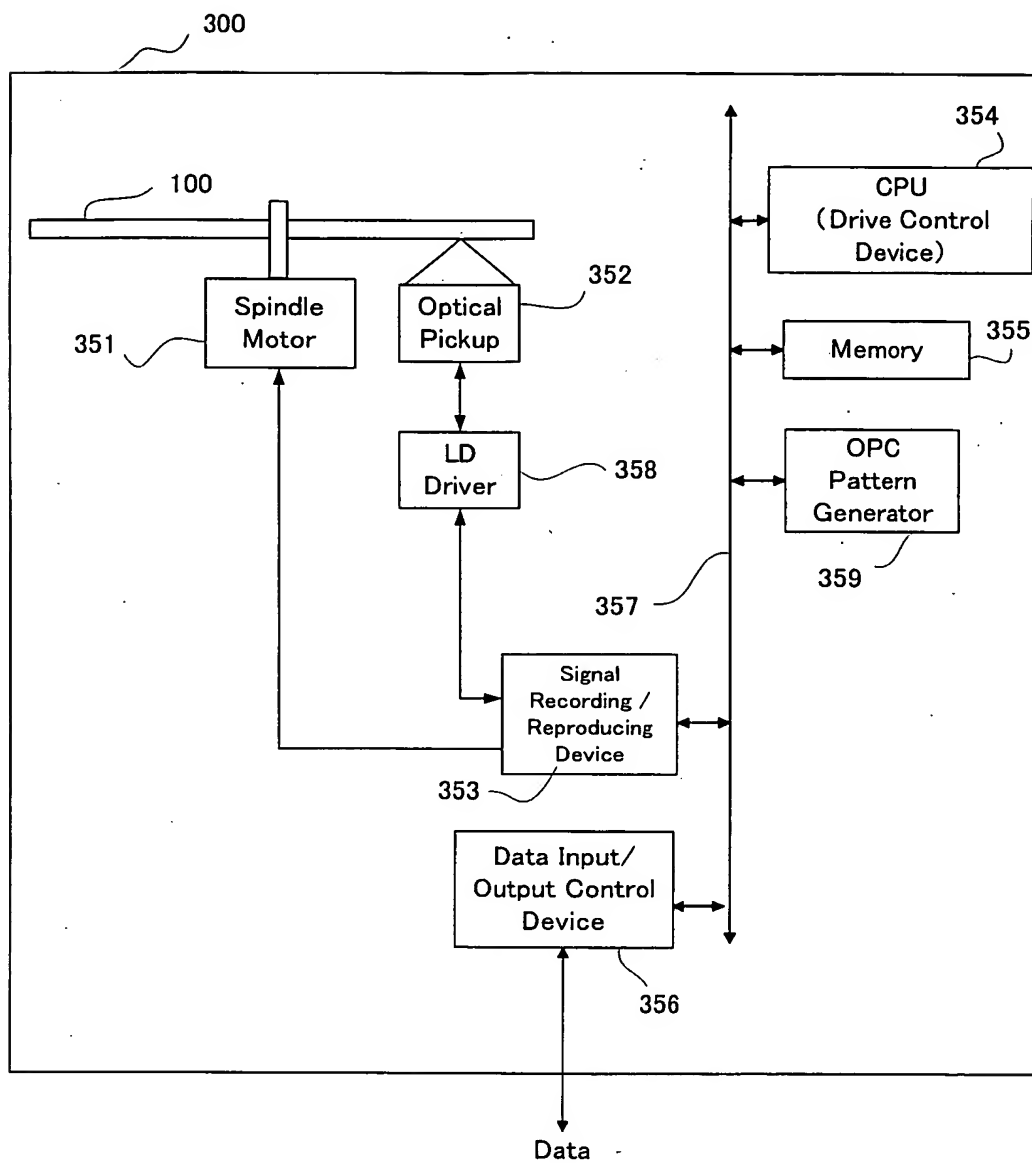 300
100
354
CPU
(Drive Control
Device)
352
Spindle
Motor
351
Optical
Pickup
Memory
355
LD
Driver
358
OPC
Pattern
Generator
359
357
Signal
Recording /
Reproducing
Device
353
Data Input/
Output Control
Device
356
Data